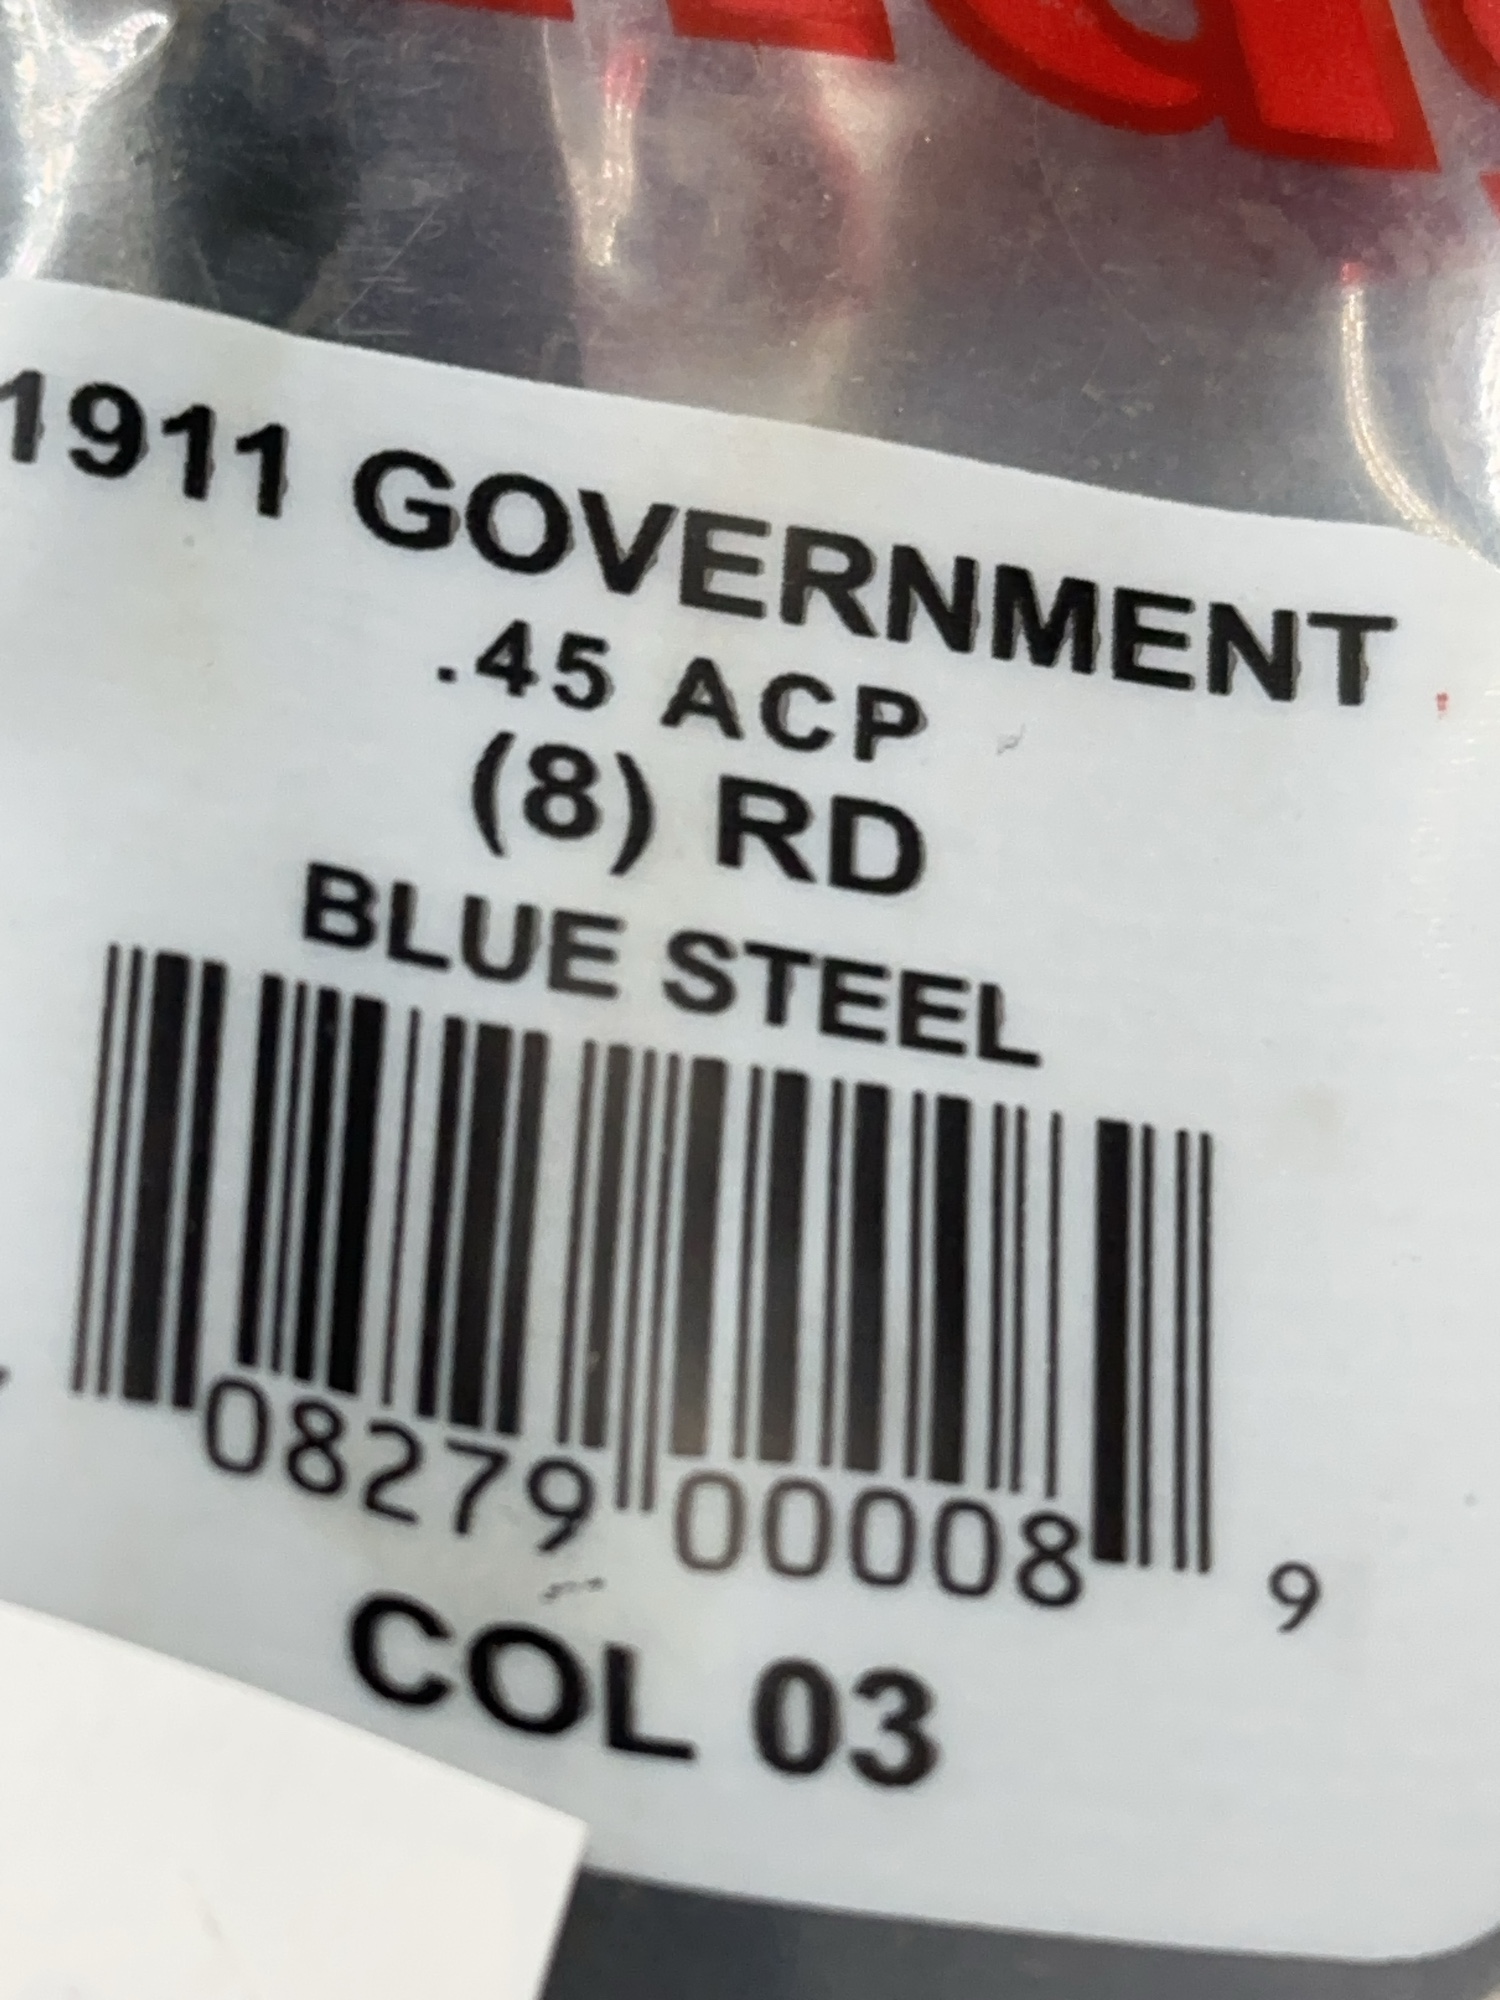 1911 GOVERNMENT
.45 ACP
(8) RD
BLUE STEEL
08279 00008 9
COL 03